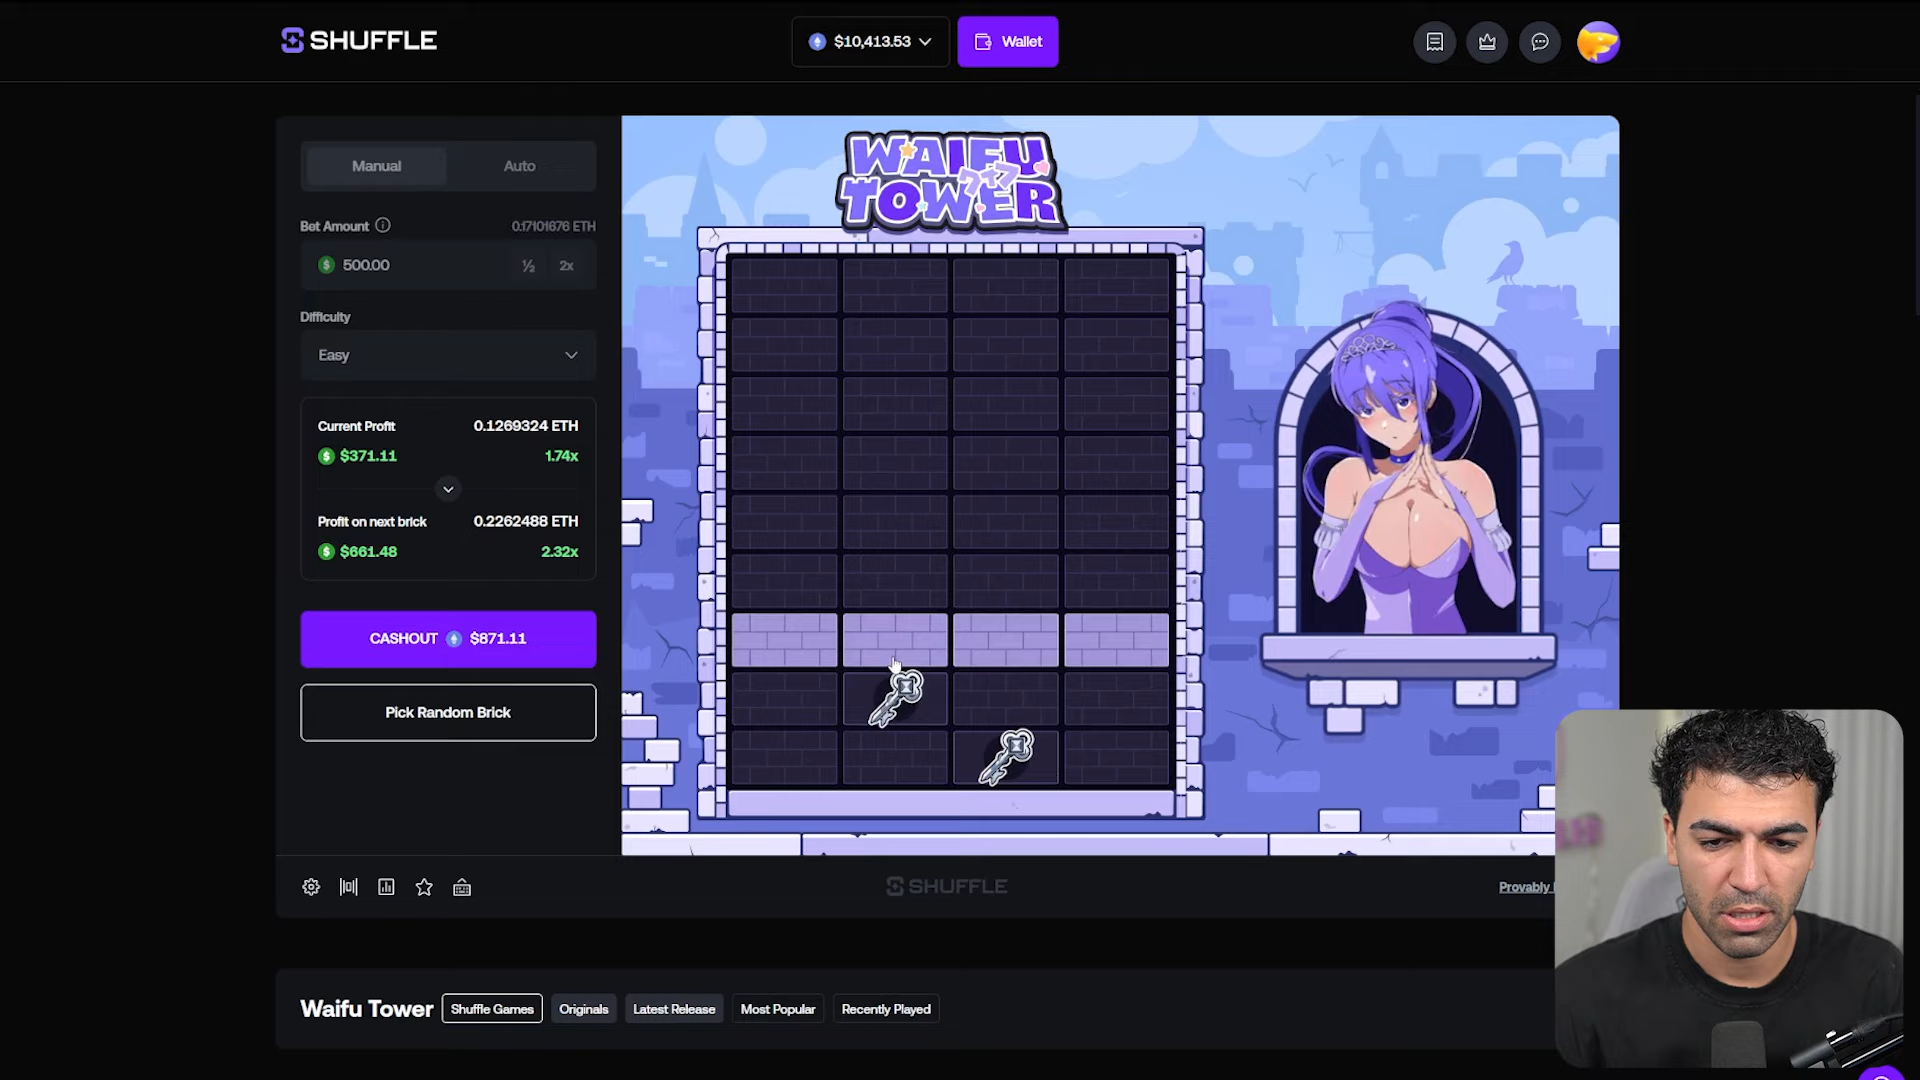 SHUFFLE
$10,413.53
Wallet
Manual
Auto
Bet Amount
0.17101676 ETH
500.00
½
2x
Difficulty
Easy
Current Profit
0.1269324 ETH
$371.11
1.74x
Profit on next brick
0.2262488 ETH
$661.48
2.32x
CASHOUT $871.11
Pick Random Brick
WAIFU
TOWER
SHUFFLE
Provably
Waifu Tower
Shuffle Games
Originals
Latest Release
Most Popular
Recently Played